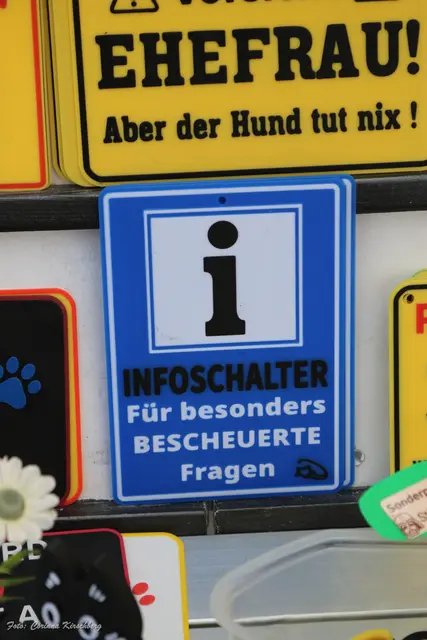 EHEFRAU!
Aber der Hund tut nix !
i
INFOSCHALTER
Für besonders
BESCHEUERTE
Fragen
Foto: Corinna Kirschberg